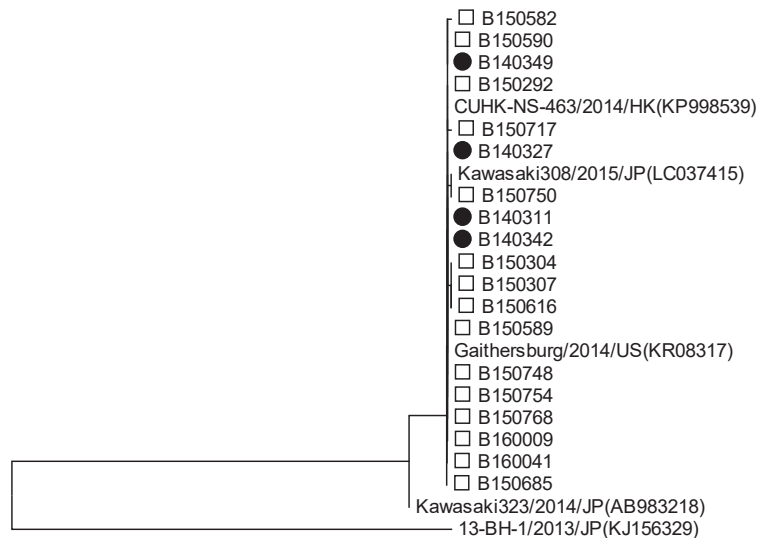 B150582
B150590
B140349
B150292
CUHK-NS-463/2014/HK(KP998539)
B150717
B140327
Kawasaki308/2015/JP(LC037415)
B150750
B140311
B140342
B150304
B150307
B150616
B150589
Gaithersburg/2014/US(KR08317)
B150748
B150754
B150768
B160009
B160041
B150685
Kawasaki323/2014/JP(AB983218)
13-BH-1/2013/JP(KJ156329)